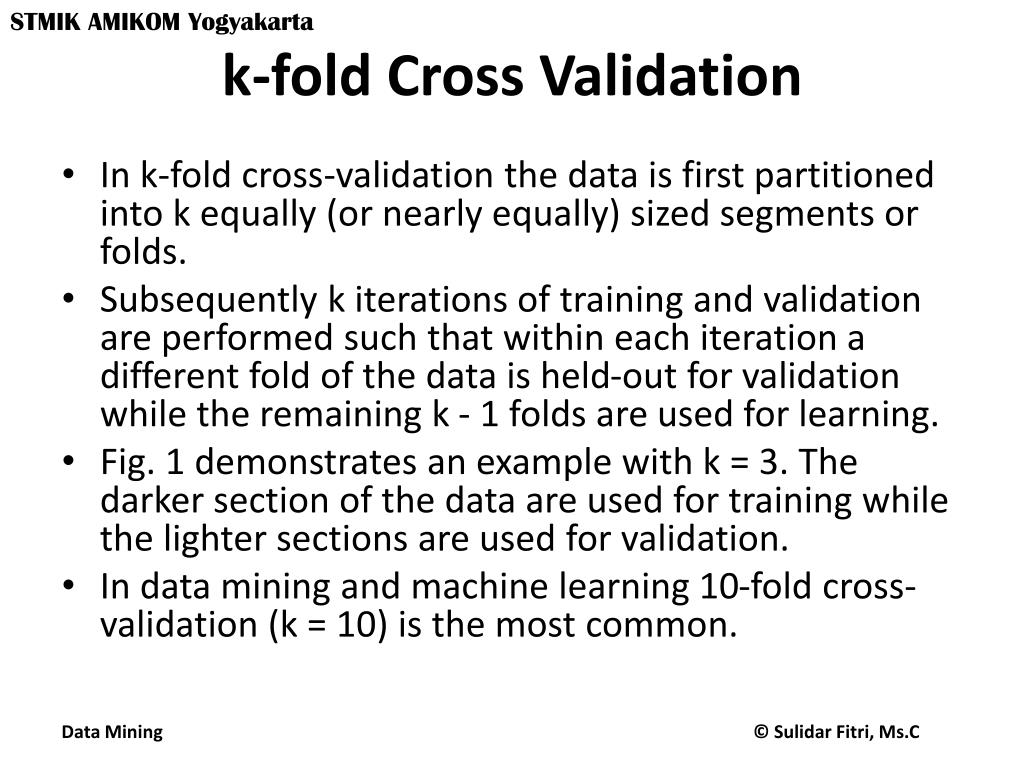 STMIK AMIKOM Yogyakarta
k-fold Cross Validation
• In k-fold cross-validation the data is first partitioned
into k equally (or nearly equally) sized segments or
folds.
• Subsequently k iterations of training and validation
are performed such that within each iteration a
different fold of the data is held-out for validation
while the remaining k - 1 folds are used for learning.
• Fig. 1 demonstrates an example with k = 3. The
darker section of the data are used for training while
the lighter sections are used for validation.
• In data mining and machine learning 10-fold cross-
validation (k = 10) is the most common.
Data Mining
© Sulidar Fitri, Ms.C